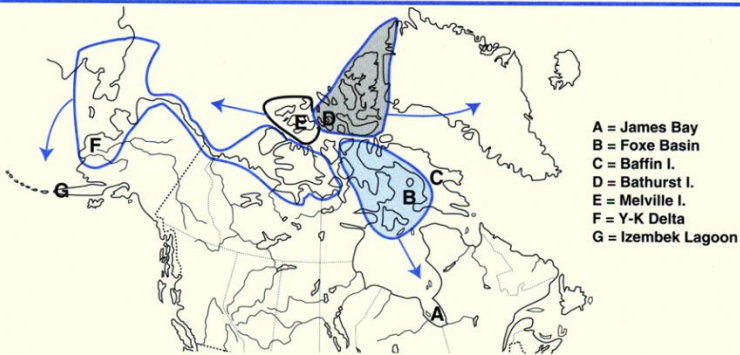 E
D
F
C
G
B
A
A = James Bay
B = Foxe Basin
C = Baffin I.
D = Bathurst I.
E = Melville I.
F = Y-K Delta
G = Izembek Lagoon